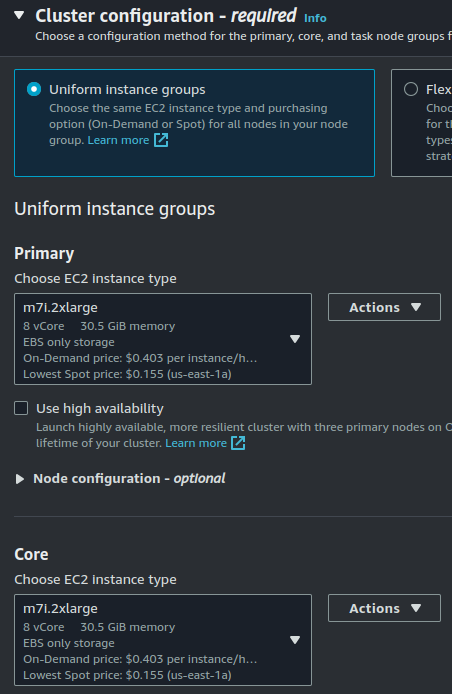 Cluster configuration - required Info
Choose a configuration method for the primary, core, and task node groups f
Uniform instance groups
Choose the same EC2 instance type and purchasing
option (On-Demand or Spot) for all nodes in your node
group. Learn more
Flex
Choo
for th
types
strat
Uniform instance groups
Primary
Choose EC2 instance type
m7i.2xlarge
8 vCore 30.5 GiB memory
EBS only storage
On-Demand price: $0.403 per instance/h...
Lowest Spot price: $0.155 (us-east-1a)
Actions
Use high availability
Launch highly available, more resilient cluster with three primary nodes on O
lifetime of your cluster. Learn more
Node configuration - optional
Core
Choose EC2 instance type
m7i.2xlarge
8 vCore 30.5 GiB memory
EBS only storage
On-Demand price: $0.403 per instance/h...
Lowest Spot price: $0.155 (us-east-1a)
Actions